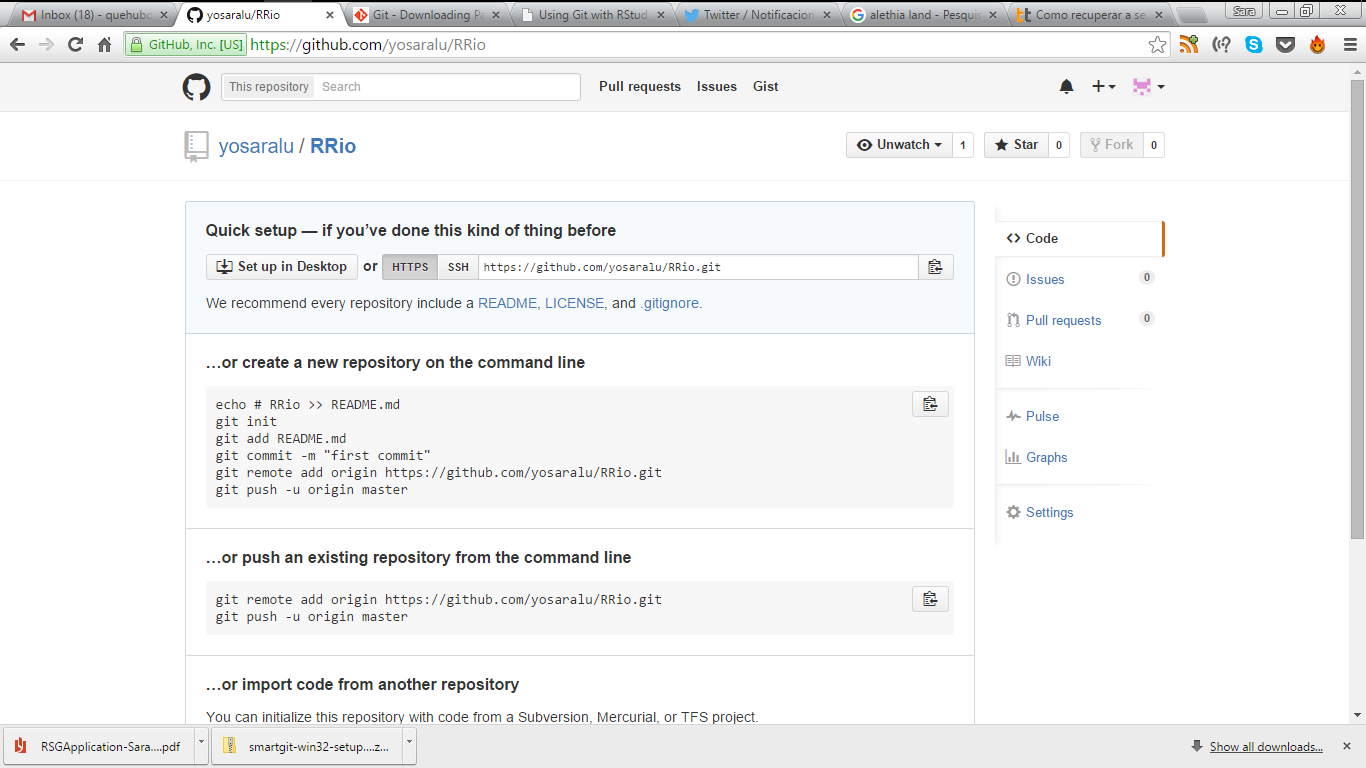 Inbox (18) - quehubc
yosaralu/RRio
Git - Downloading Pa
Using Git with RStud
Twitter / Notificacion
alethia land - Pesquis
Como recuperar a se
Sara
GitHub, Inc. [US]
https://github.com/yosaralu/RRio
This repository Search Pull requests Issues Gist
yosaralu / RRio
Unwatch 1 Star 0 Fork 0
Quick setup — if you've done this kind of thing before
Set up in Desktop or HTTPS SSH https://github.com/yosaralu/RRio.git
We recommend every repository include a README, LICENSE, and .gitignore.
…or create a new repository on the command line
echo # RRio >> README.md
git init
git add README.md
git commit -m "first commit"
git remote add origin https://github.com/yosaralu/RRio.git
git push -u origin master
…or push an existing repository from the command line
git remote add origin https://github.com/yosaralu/RRio.git
git push -u origin master
…or import code from another repository
You can initialize this repository with code from a Subversion, Mercurial, or TFS project.
Code
Issues 0
Pull requests 0
Wiki
Pulse
Graphs
Settings
RSGApplication-Sara....pdf
smartgit-win32-setup....z...
Show all downloads...